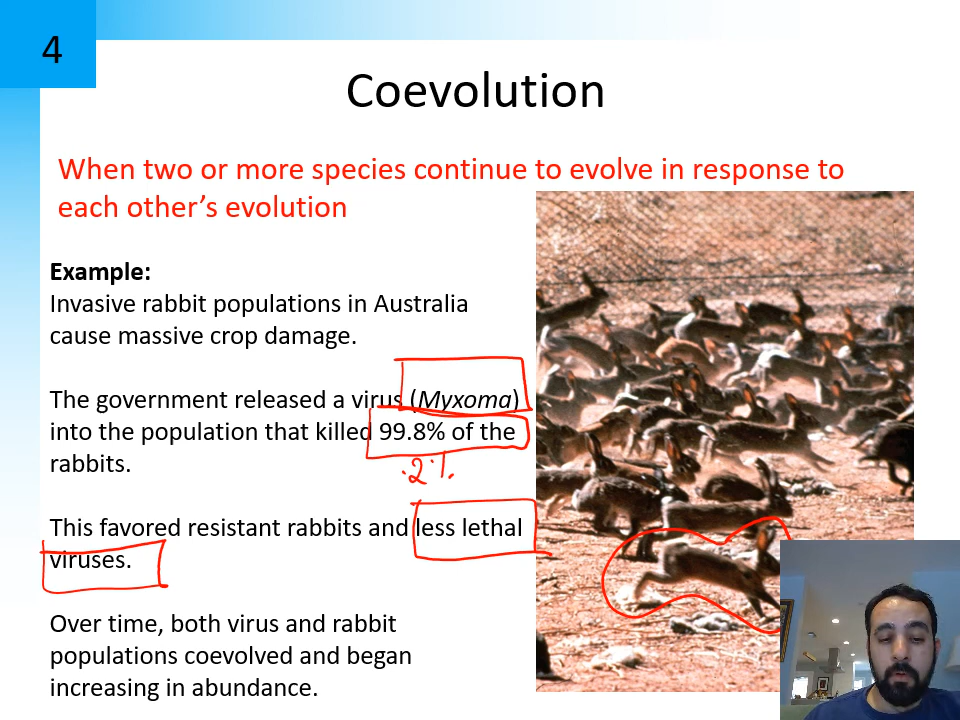 4
Coevolution
When two or more species continue to evolve in response to
each other’s evolution
Example:
Invasive rabbit populations in Australia
cause massive crop damage.
The government released a virus (Myxoma)
into the population that killed 99.8% of the
rabbits.
.2%
This favored resistant rabbits and less lethal
viruses.
Over time, both virus and rabbit
populations coevolved and began
increasing in abundance.